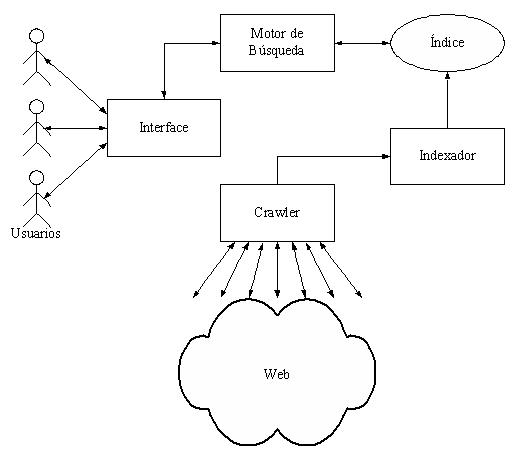 Motor de
Búsqueda
Índice
Interface
Indexador
Crawler
Usuarios
Web